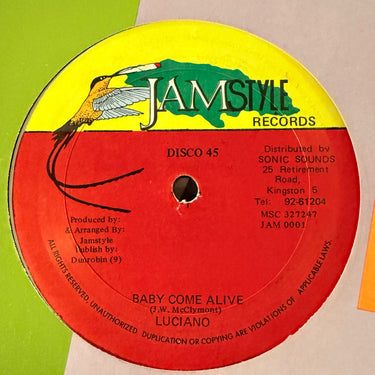 JAMSTYLE
RECORDS
DISCO 45
Distributed by
SONIC SOUNDS
25 Retirement
Road,
Kingston 5
Tel: 92-61204
MSC 327247
JAM 0001
Produced by:
& Arranged By:
Jamstyle
Publish by:
Dunrobin (9)
BABY COME ALIVE
(J.W. McClymont)
LUCIANO
ALL RIGHTS RESERVED. UNAUTHORIZED DUPLICATION OR COPYING ARE VIOLATIONS OF APPLICABLE LAWS.